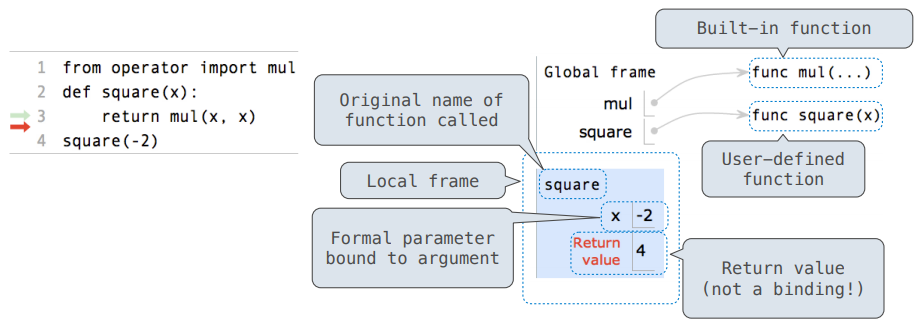 1 from operator import mul
2 def square(x):
3     return mul(x, x)
4 square(-2)
Built-in function
Global frame
func mul(...)
mul
square
func square(x)
User-defined
function
Original name of
function called
Local frame
square
x -2
Formal parameter
bound to argument
Return
value
4
Return value
(not a binding!)